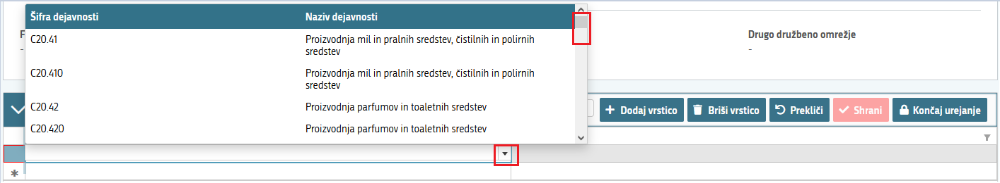 Šifra dejavnosti Naziv dejavnosti
C20.41 Proizvodnja mil in pralnih sredstev, čistilnih in polirnih
sredstev
C20.410 Proizvodnja mil in pralnih sredstev, čistilnih in polirnih
sredstev
C20.42 Proizvodnja parfumov in toaletnih sredstev
C20.420 Proizvodnja parfumov in toaletnih sredstev
Drugo družbeno omrežje
-
-
Dodaj vrstico Briši vrstico Prekliči Shrani Končaj urejanje